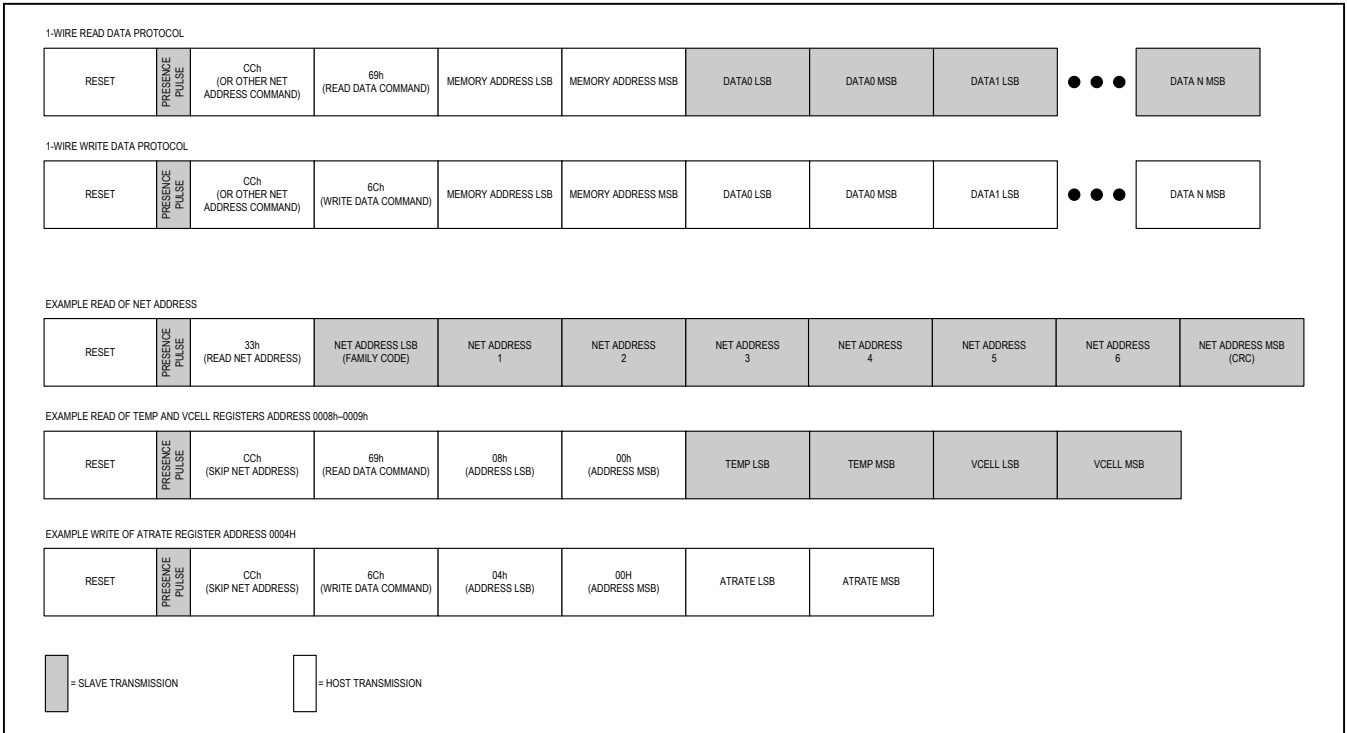 1-WIRE READ DATA PROTOCOL
RESET
PRESENCE
PULSE
CCh
(OR OTHER NET
ADDRESS COMMAND)
69h
(READ DATA COMMAND)
MEMORY ADDRESS LSB
MEMORY ADDRESS MSB
DATA0 LSB
DATA0 MSB
DATA1 LSB
DATA N MSB
1-WIRE WRITE DATA PROTOCOL
RESET
PRESENCE
PULSE
CCh
(OR OTHER NET
ADDRESS COMMAND)
6Ch
(WRITE DATA COMMAND)
MEMORY ADDRESS LSB
MEMORY ADDRESS MSB
DATA0 LSB
DATA0 MSB
DATA1 LSB
DATA N MSB
EXAMPLE READ OF NET ADDRESS
RESET
PRESENCE
PULSE
33h
(READ NET ADDRESS)
NET ADDRESS LSB
(FAMILY CODE)
NET ADDRESS
1
NET ADDRESS
2
NET ADDRESS
3
NET ADDRESS
4
NET ADDRESS
5
NET ADDRESS
6
NET ADDRESS MSB
(CRC)
EXAMPLE READ OF TEMP AND VCELL REGISTERS ADDRESS 0008h–0009h
RESET
PRESENCE
PULSE
CCh
(SKIP NET ADDRESS)
69h
(READ DATA COMMAND)
08h
(ADDRESS LSB)
00h
(ADDRESS MSB)
TEMP LSB
TEMP MSB
VCELL LSB
VCELL MSB
EXAMPLE WRITE OF ATRATE REGISTER ADDRESS 0004H
RESET
PRESENCE
PULSE
CCh
(SKIP NET ADDRESS)
6Ch
(WRITE DATA COMMAND)
04h
(ADDRESS LSB)
00H
(ADDRESS MSB)
ATRATE LSB
ATRATE MSB
= SLAVE TRANSMISSION
= HOST TRANSMISSION